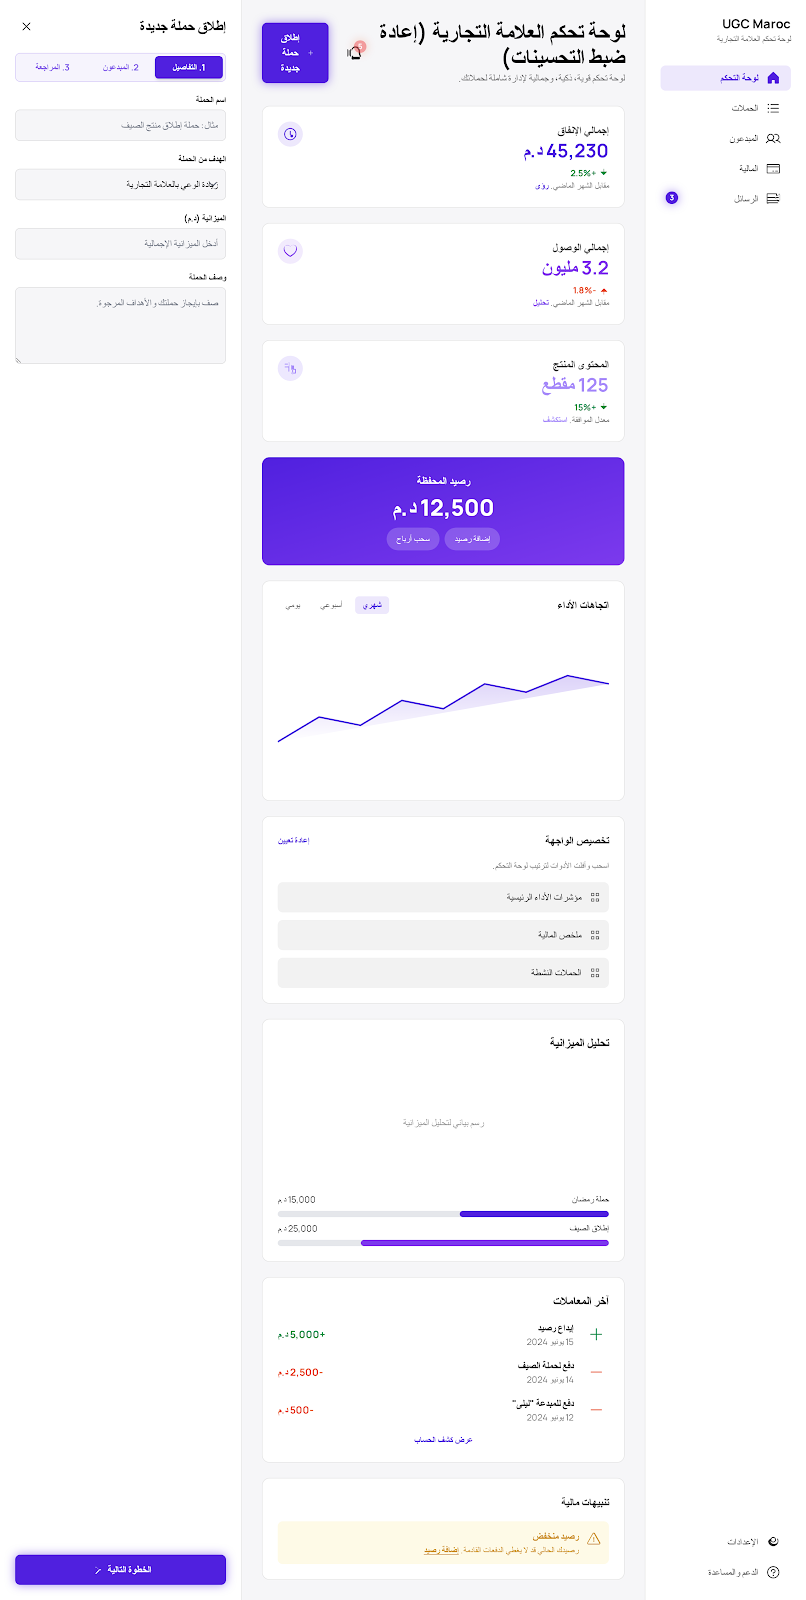 UGC Maroc
لوحة تحكم العلامة التجارية
لوحة التحكم
الحملات
المبدعون
المالية
الرسائل
3
الإعدادات
الدعم والمساعدة
لوحة تحكم العلامة التجارية (إعادة
ضبط التحسينات)
لوحة تحكم قوية، ذكية، وجمالية لإدارة شاملة لحملاتك.
إطلاق
حملة
جديدة
إجمالي الإنفاق
45,230 د.م
+2.5%
مقابل الشهر الماضي. رؤى
إجمالي الوصول
3.2 مليون
-1.8%
مقابل الشهر الماضي. تحليل
المحتوى المنتج
125 مقطع
+15%
معدل الموافقة. استكشف
رصيد المحفظة
12,500 د.م
إضافة رصيد
سحب أرباح
اتجاهات الأداء
شهري
أسبوعي
يومي
تخصيص الواجهة
إعادة تعيين
اسحب وأفلت الأدوات لترتيب لوحة التحكم.
مؤشرات الأداء الرئيسية
ملخص المالية
الحملات النشطة
تحليل الميزانية
رسم بياني لتحليل الميزانية
حملة رمضان
15,000 د.م
إطلاق الصيف
25,000 د.م
آخر المعاملات
إيداع رصيد
15 يونيو 2024
+5,000 د.م
دفع لحملة الصيف
14 يونيو 2024
-2,500 د.م
دفع للمبدعة "ليلى"
12 يونيو 2024
-500 د.م
عرض كشف الحساب
تنبيهات مالية
رصيد منخفض
رصيدك الحالي قد لا يغطي الدفعات القادمة. إضافة رصيد
إطلاق حملة جديدة
1. التفاصيل
2. المبدعون
3. المراجعة
اسم الحملة
مثال: حملة إطلاق منتج الصيف
الهدف من الحملة
زيادة الوعي بالعلامة التجارية
الميزانية (د.م)
أدخل الميزانية الإجمالية
وصف الحملة
صف بإيجاز حملتك والأهداف المرجوة.
الخطوة التالية